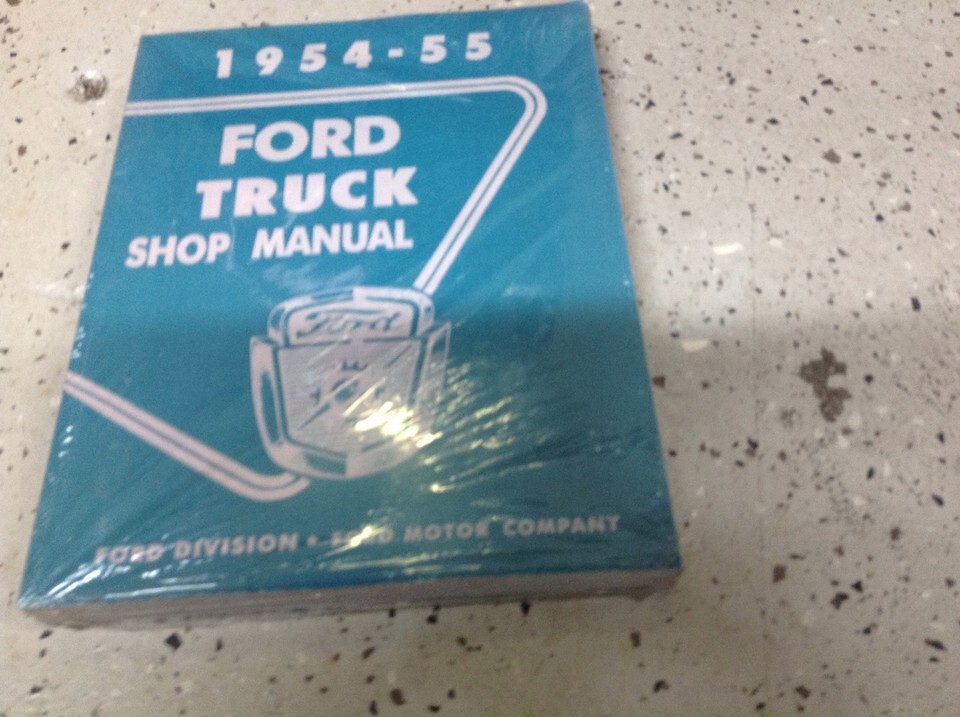 1954-55
FORD
TRUCK
SHOP MANUAL
Ford
FORD DIVISION • FORD MOTOR COMPANY